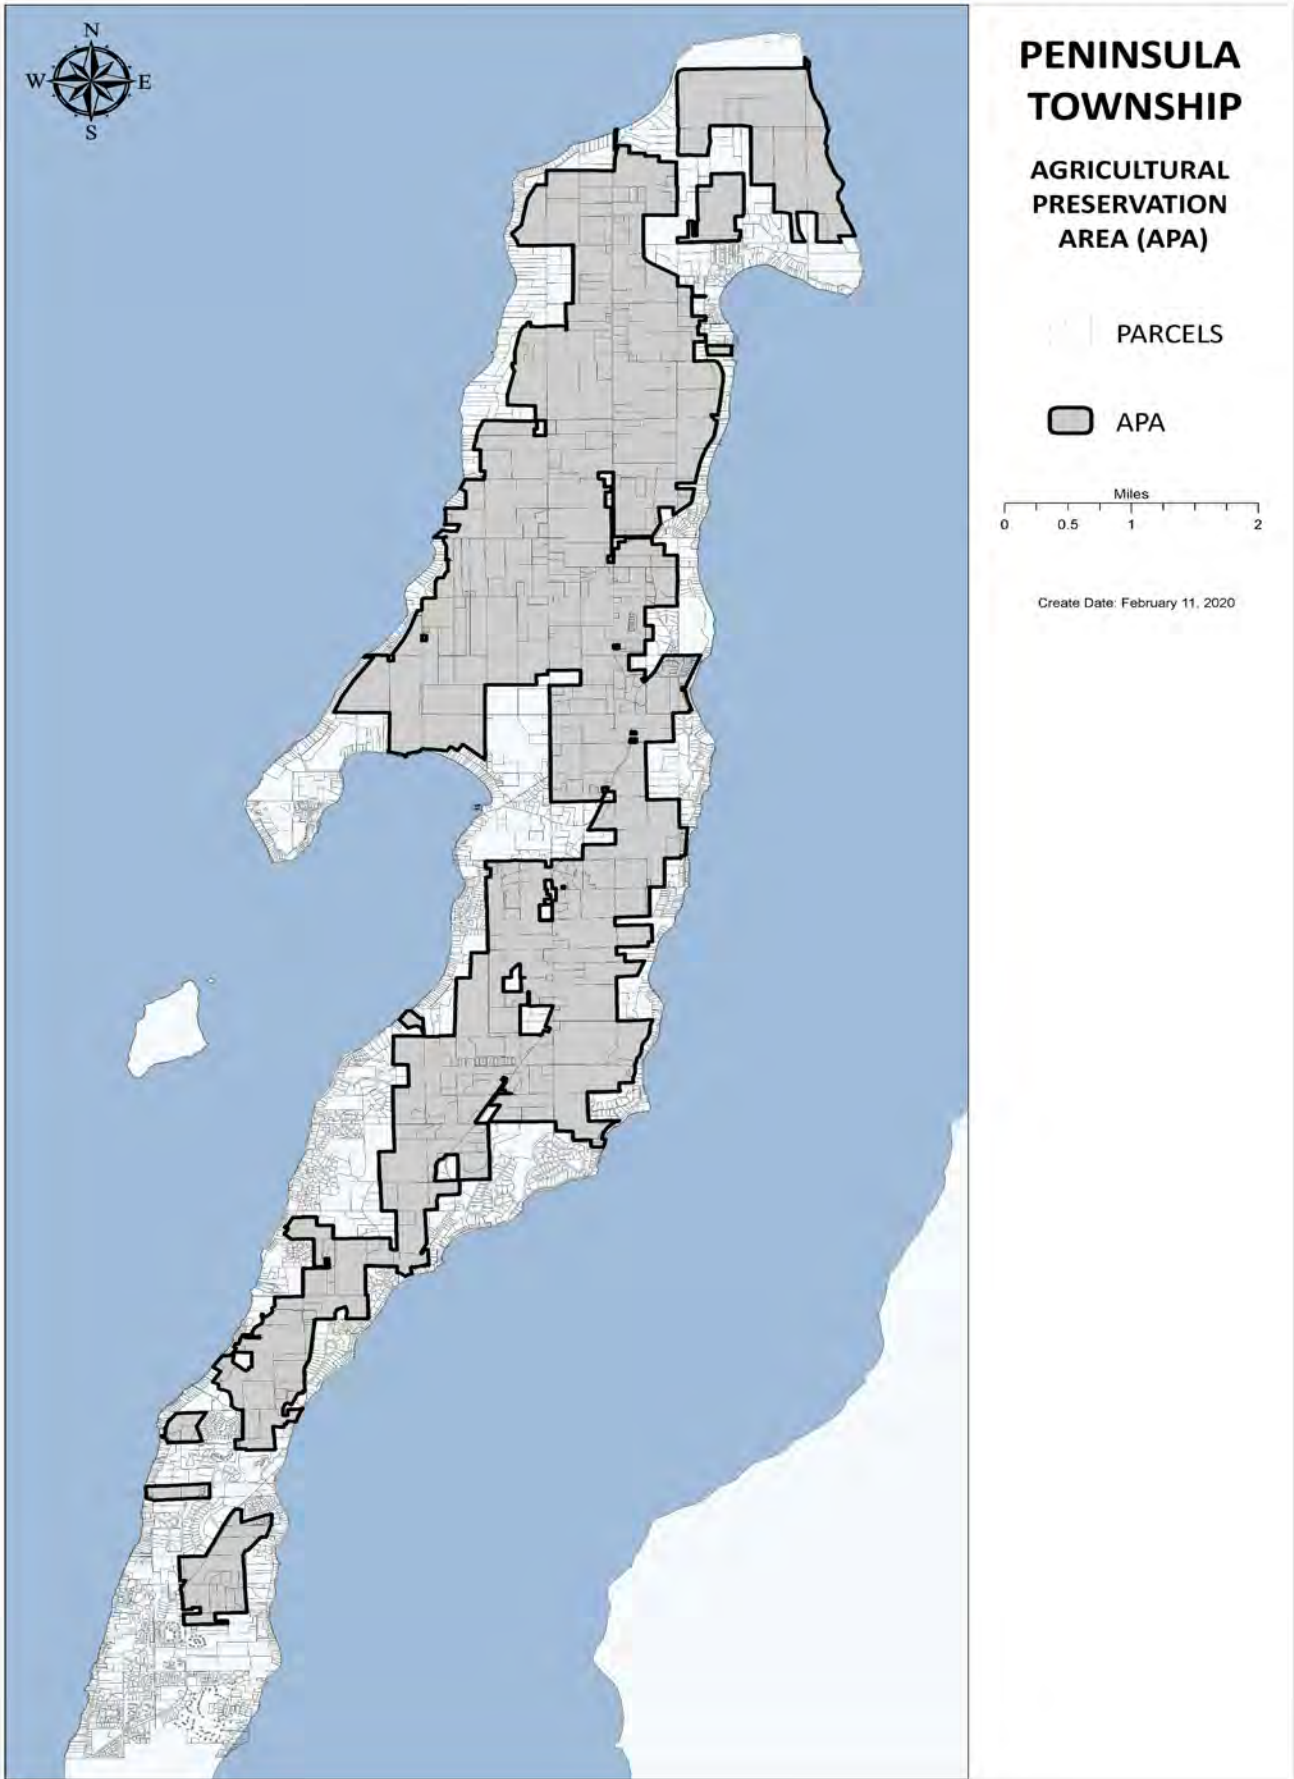 N
W E
S
PENINSULA
TOWNSHIP
AGRICULTURAL
PRESERVATION
AREA (APA)
PARCELS
APA
Miles
0 0.5 1 2
Create Date: February 11, 2020